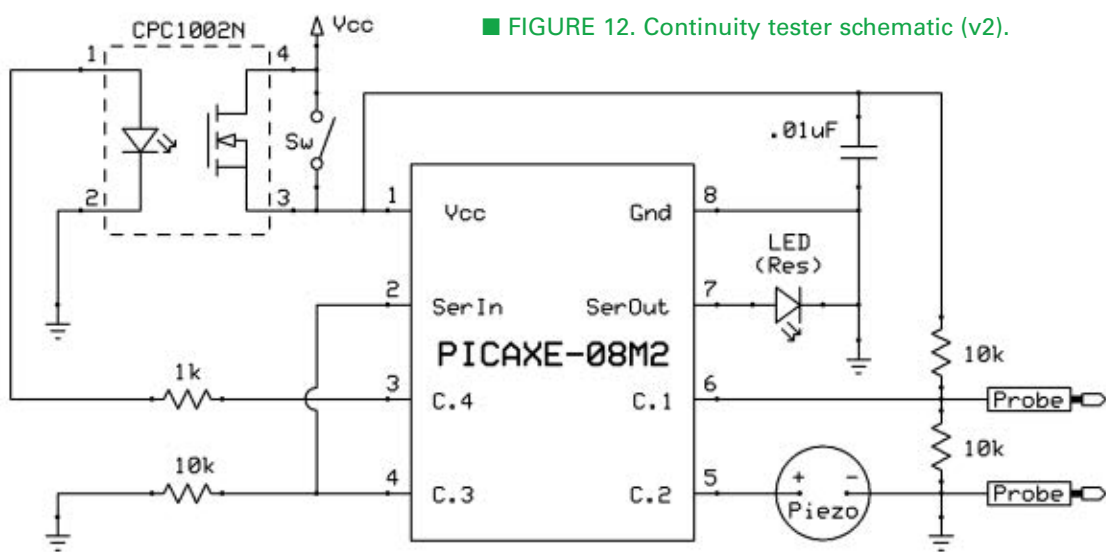 ■ FIGURE 12. Continuity tester schematic (v2).
CPC1002N
Vcc
1
4
Sw
2
3
.01uF
1
Vcc
Gnd
8
LED
(Res)
2
SerIn
SerOut
7
PICAXE-08M2
10k
1k
3
C.4
C.1
6
Probe
10k
10k
4
C.3
C.2
5
+
-
Piezo
Probe